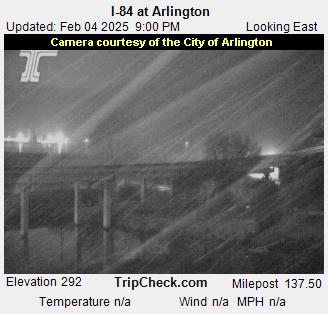 I-84 at Arlington
Updated: Feb 04 2025 9:00 PM Looking East
Camera courtesy of the City of Arlington
Elevation 292 TripCheck.com Milepost 137.50
Temperature n/a Wind n/a MPH n/a